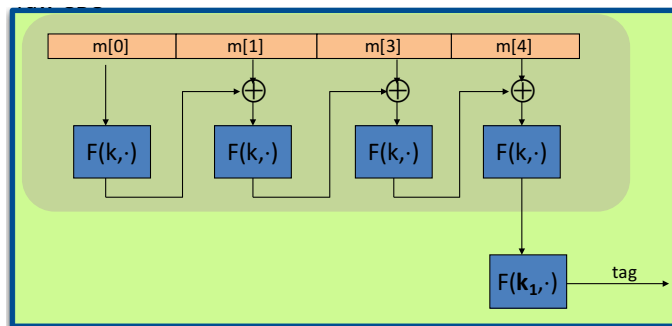 m[0] m[1] m[3] m[4]
F(k,·) F(k,·) F(k,·) F(k,·)
F(k₁,·) tag